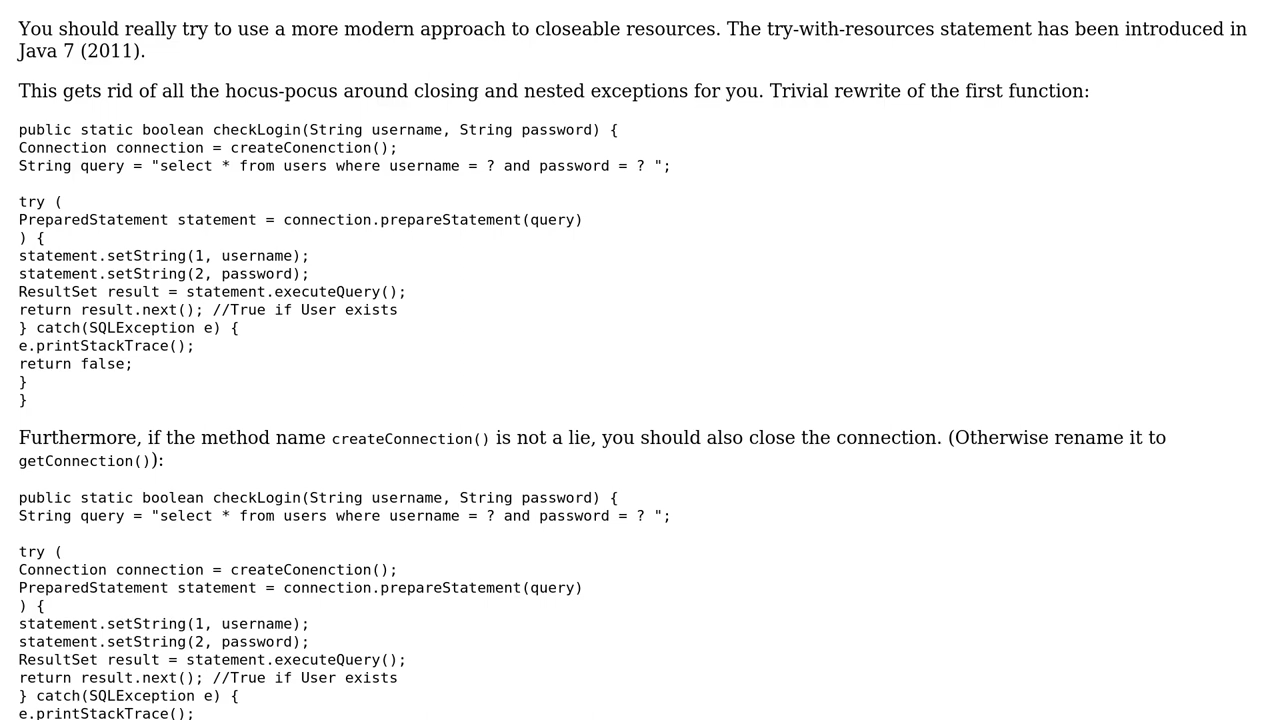 You should really try to use a more modern approach to closeable resources. The try-with-resources statement has been introduced in
Java 7 (2011).
This gets rid of all the hocus-pocus around closing and nested exceptions for you. Trivial rewrite of the first function:
public static boolean checkLogin(String username, String password) {
Connection connection = createConenction();
String query = "select * from users where username = ? and password = ? ";
try (
PreparedStatement statement = connection.prepareStatement(query)
) {
statement.setString(1, username);
statement.setString(2, password);
ResultSet result = statement.executeQuery();
return result.next(); //True if User exists
} catch(SQLException e) {
e.printStackTrace();
return false;
}
}
Furthermore, if the method name createConnection() is not a lie, you should also close the connection. (Otherwise rename it to
getConnection()):
public static boolean checkLogin(String username, String password) {
String query = "select * from users where username = ? and password = ? ";
try (
Connection connection = createConenction();
PreparedStatement statement = connection.prepareStatement(query)
) {
statement.setString(1, username);
statement.setString(2, password);
ResultSet result = statement.executeQuery();
return result.next(); //True if User exists
} catch(SQLException e) {
e.printStackTrace();